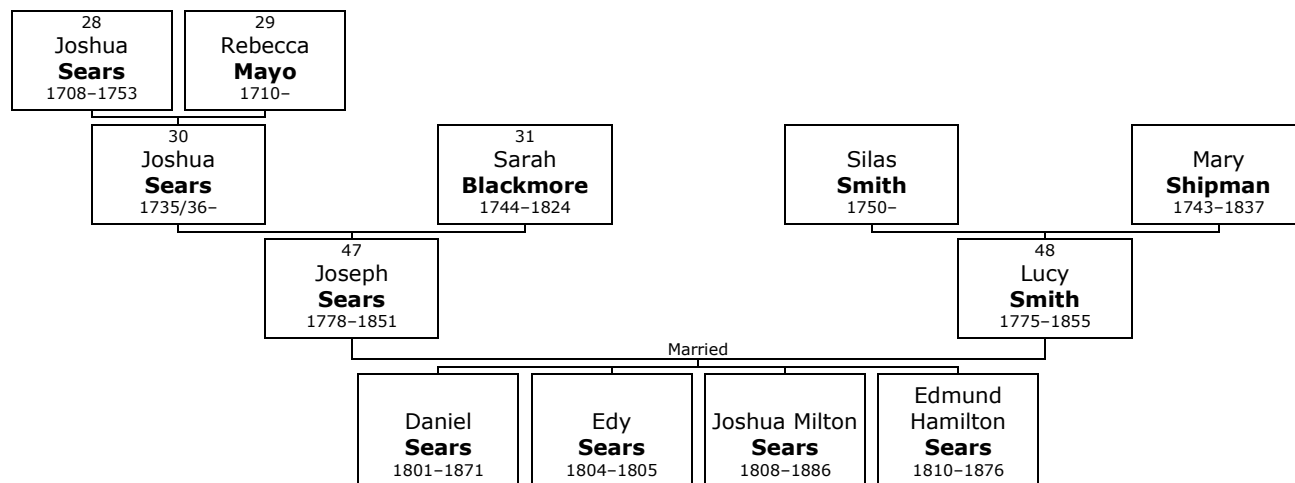 28
Joshua
Sears
1708–1753
29
Rebecca
Mayo
1710–
30
Joshua
Sears
1735/36–
31
Sarah
Blackmore
1744–1824
Silas
Smith
1750–
Mary
Shipman
1743–1837
47
Joseph
Sears
1778–1851
48
Lucy
Smith
1775–1855
Married
Daniel
Sears
1801–1871
Edy
Sears
1804–1805
Joshua Milton
Sears
1808–1886
Edmund
Hamilton
Sears
1810–1876